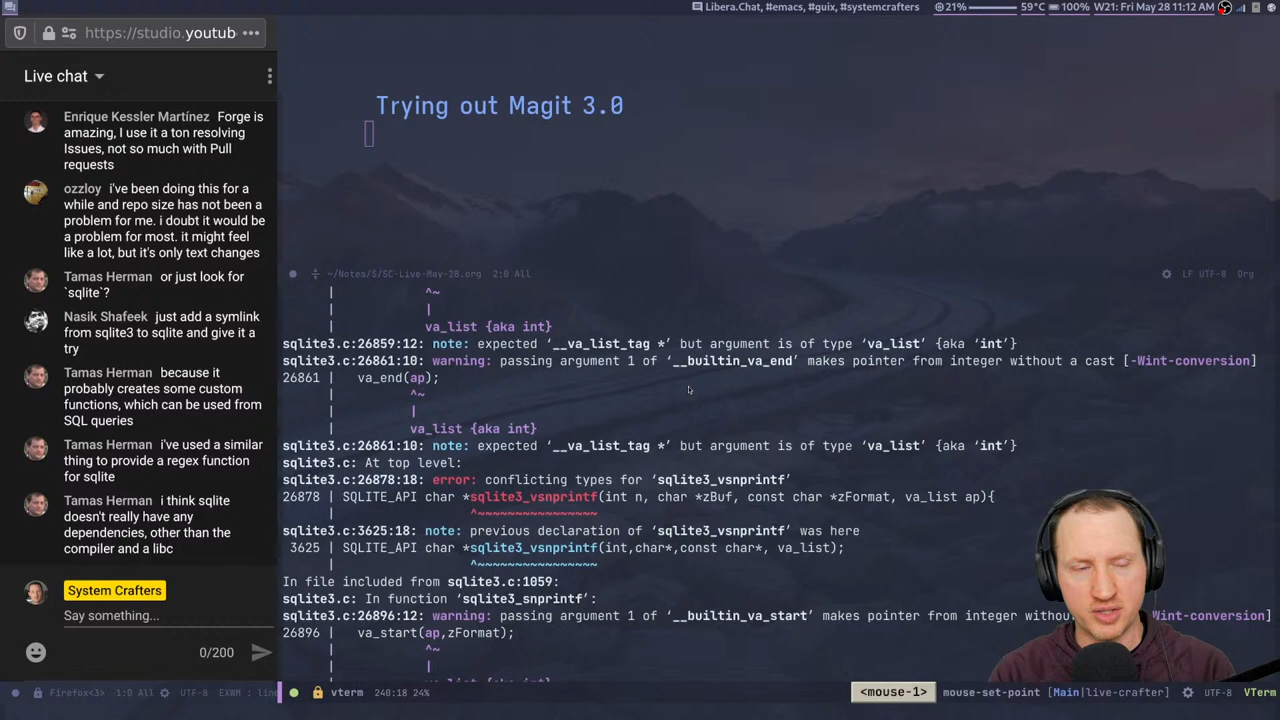 Libera.Chat, #emacs, #guix, #systemcrafters
21%
59°C
100%
W21: Fri May 28 11:12 AM
https://studio.youtub
Live chat
Enrique Kessler Martínez Forge is
amazing, I use it a ton resolving
Issues, not so much with Pull
requests
ozzloy i've been doing this for a
while and repo size has not been a
problem for me. i doubt it would be
a problem for most. it might feel
like a lot, but it's only text changes
Tamas Herman or just look for
`sqlite`?
Nasik Shafeek just add a symlink
from sqlite3 to sqlite and give it a
try
Tamas Herman because it
probably creates some custom
functions, which can be used from
SQL queries
Tamas Herman i've used a similar
thing to provide a regex function
for sqlite
Tamas Herman i think sqlite
doesn't really have any
dependencies, other than the
compiler and a libc
System Crafters
Say something...
0/200
Firefox<3> 1:0 All UTF-8 EXWM : line
Trying out Magit 3.0
~/Notes/S/SC-Live-May-28.org 2:0 All
LF UTF-8 Org
| ^~
| |
| va_list {aka int}
sqlite3.c:26859:12: note: expected ‘__va_list_tag *’ but argument is of type ‘va_list’ {aka ‘int’}
sqlite3.c:26861:10: warning: passing argument 1 of ‘__builtin_va_end’ makes pointer from integer without a cast [-Wint-conversion]
26861 | va_end(ap);
| ^~
| |
| va_list {aka int}
sqlite3.c:26861:10: note: expected ‘__va_list_tag *’ but argument is of type ‘va_list’ {aka ‘int’}
sqlite3.c: At top level:
sqlite3.c:26878:18: error: conflicting types for ‘sqlite3_vsnprintf’
26878 | SQLITE_API char *sqlite3_vsnprintf(int n, char *zBuf, const char *zFormat, va_list ap){
| ^~~~~~~~~~~~~~~~~
sqlite3.c:3625:18: note: previous declaration of ‘sqlite3_vsnprintf’ was here
3625 | SQLITE_API char *sqlite3_vsnprintf(int,char*,const char*, va_list);
| ^~~~~~~~~~~~~~~~~
In file included from sqlite3.c:1059:
sqlite3.c: In function ‘sqlite3_snprintf’:
sqlite3.c:26896:12: warning: passing argument 1 of ‘__builtin_va_start’ makes pointer from integer withou Wint-conversion]
26896 | va_start(ap,zFormat);
| ^~
| |
vterm 240:18 24%
<mouse-1> mouse-set-point [Main|live-crafter] UTF-8 VTerm